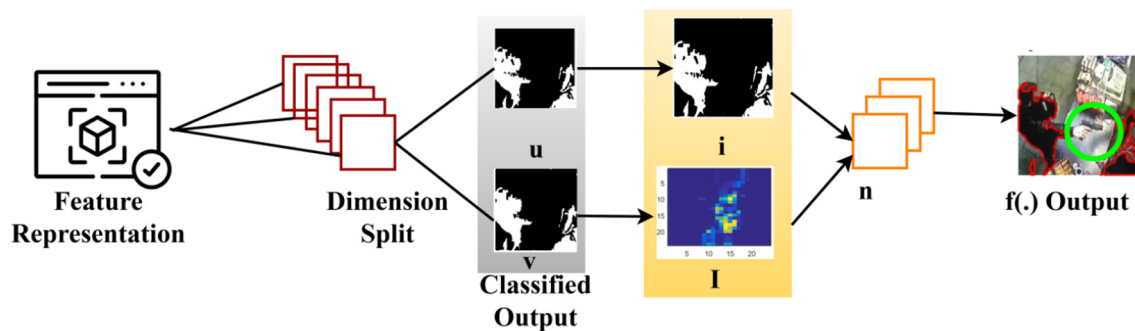 Feature
Representation
Dimension
Split
u
v
Classified
Output
i
5
10
15
20
5 10 15 20
I
n
f(.) Output